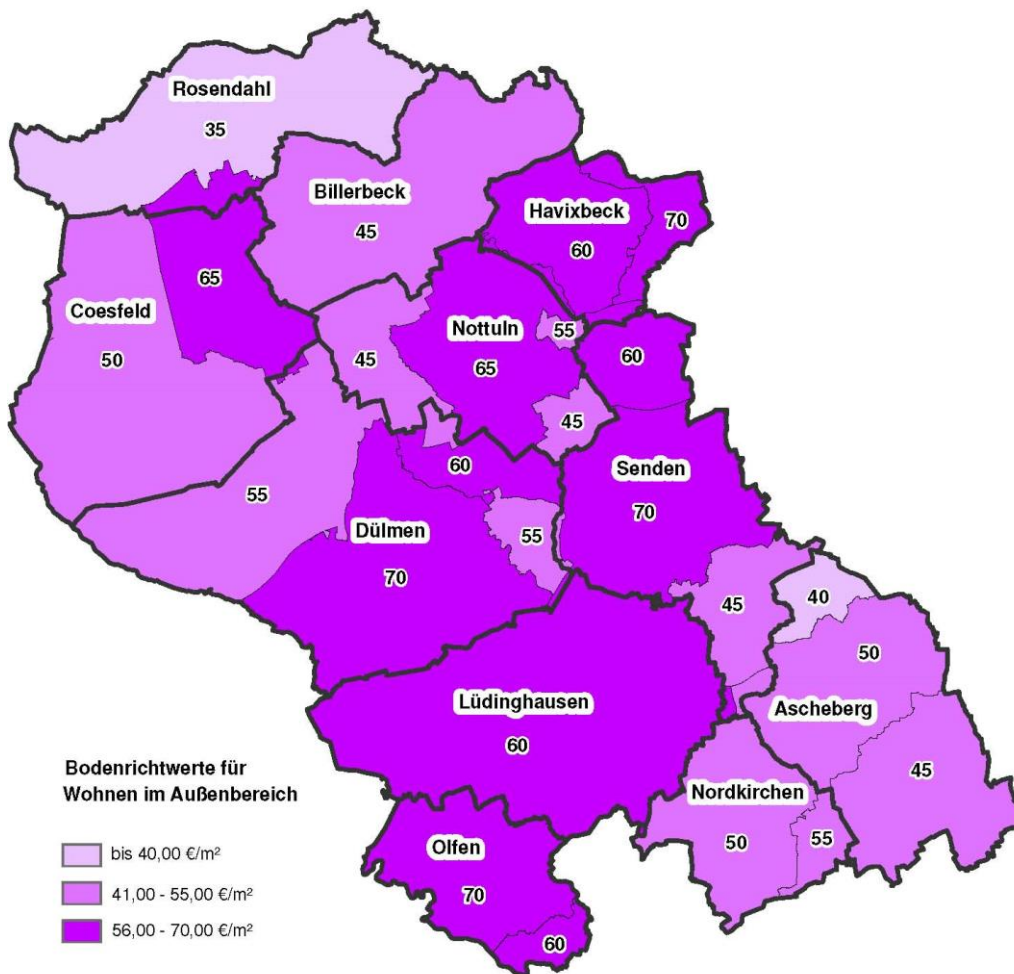 Rosendahl
35
Billerbeck
45
Havixbeck
60
70
65
Coesfeld
50
Nottuln
65
55
45
60
45
Senden
70
60
55
Dülmen
70
55
45
40
50
Ascheberg
45
Lüdinghausen
60
Nordkirchen
50
55
Olfen
70
60
Bodenrichtwerte für
Wohnen im Außenbereich
bis 40,00 €/m²
41,00 - 55,00 €/m²
56,00 - 70,00 €/m²